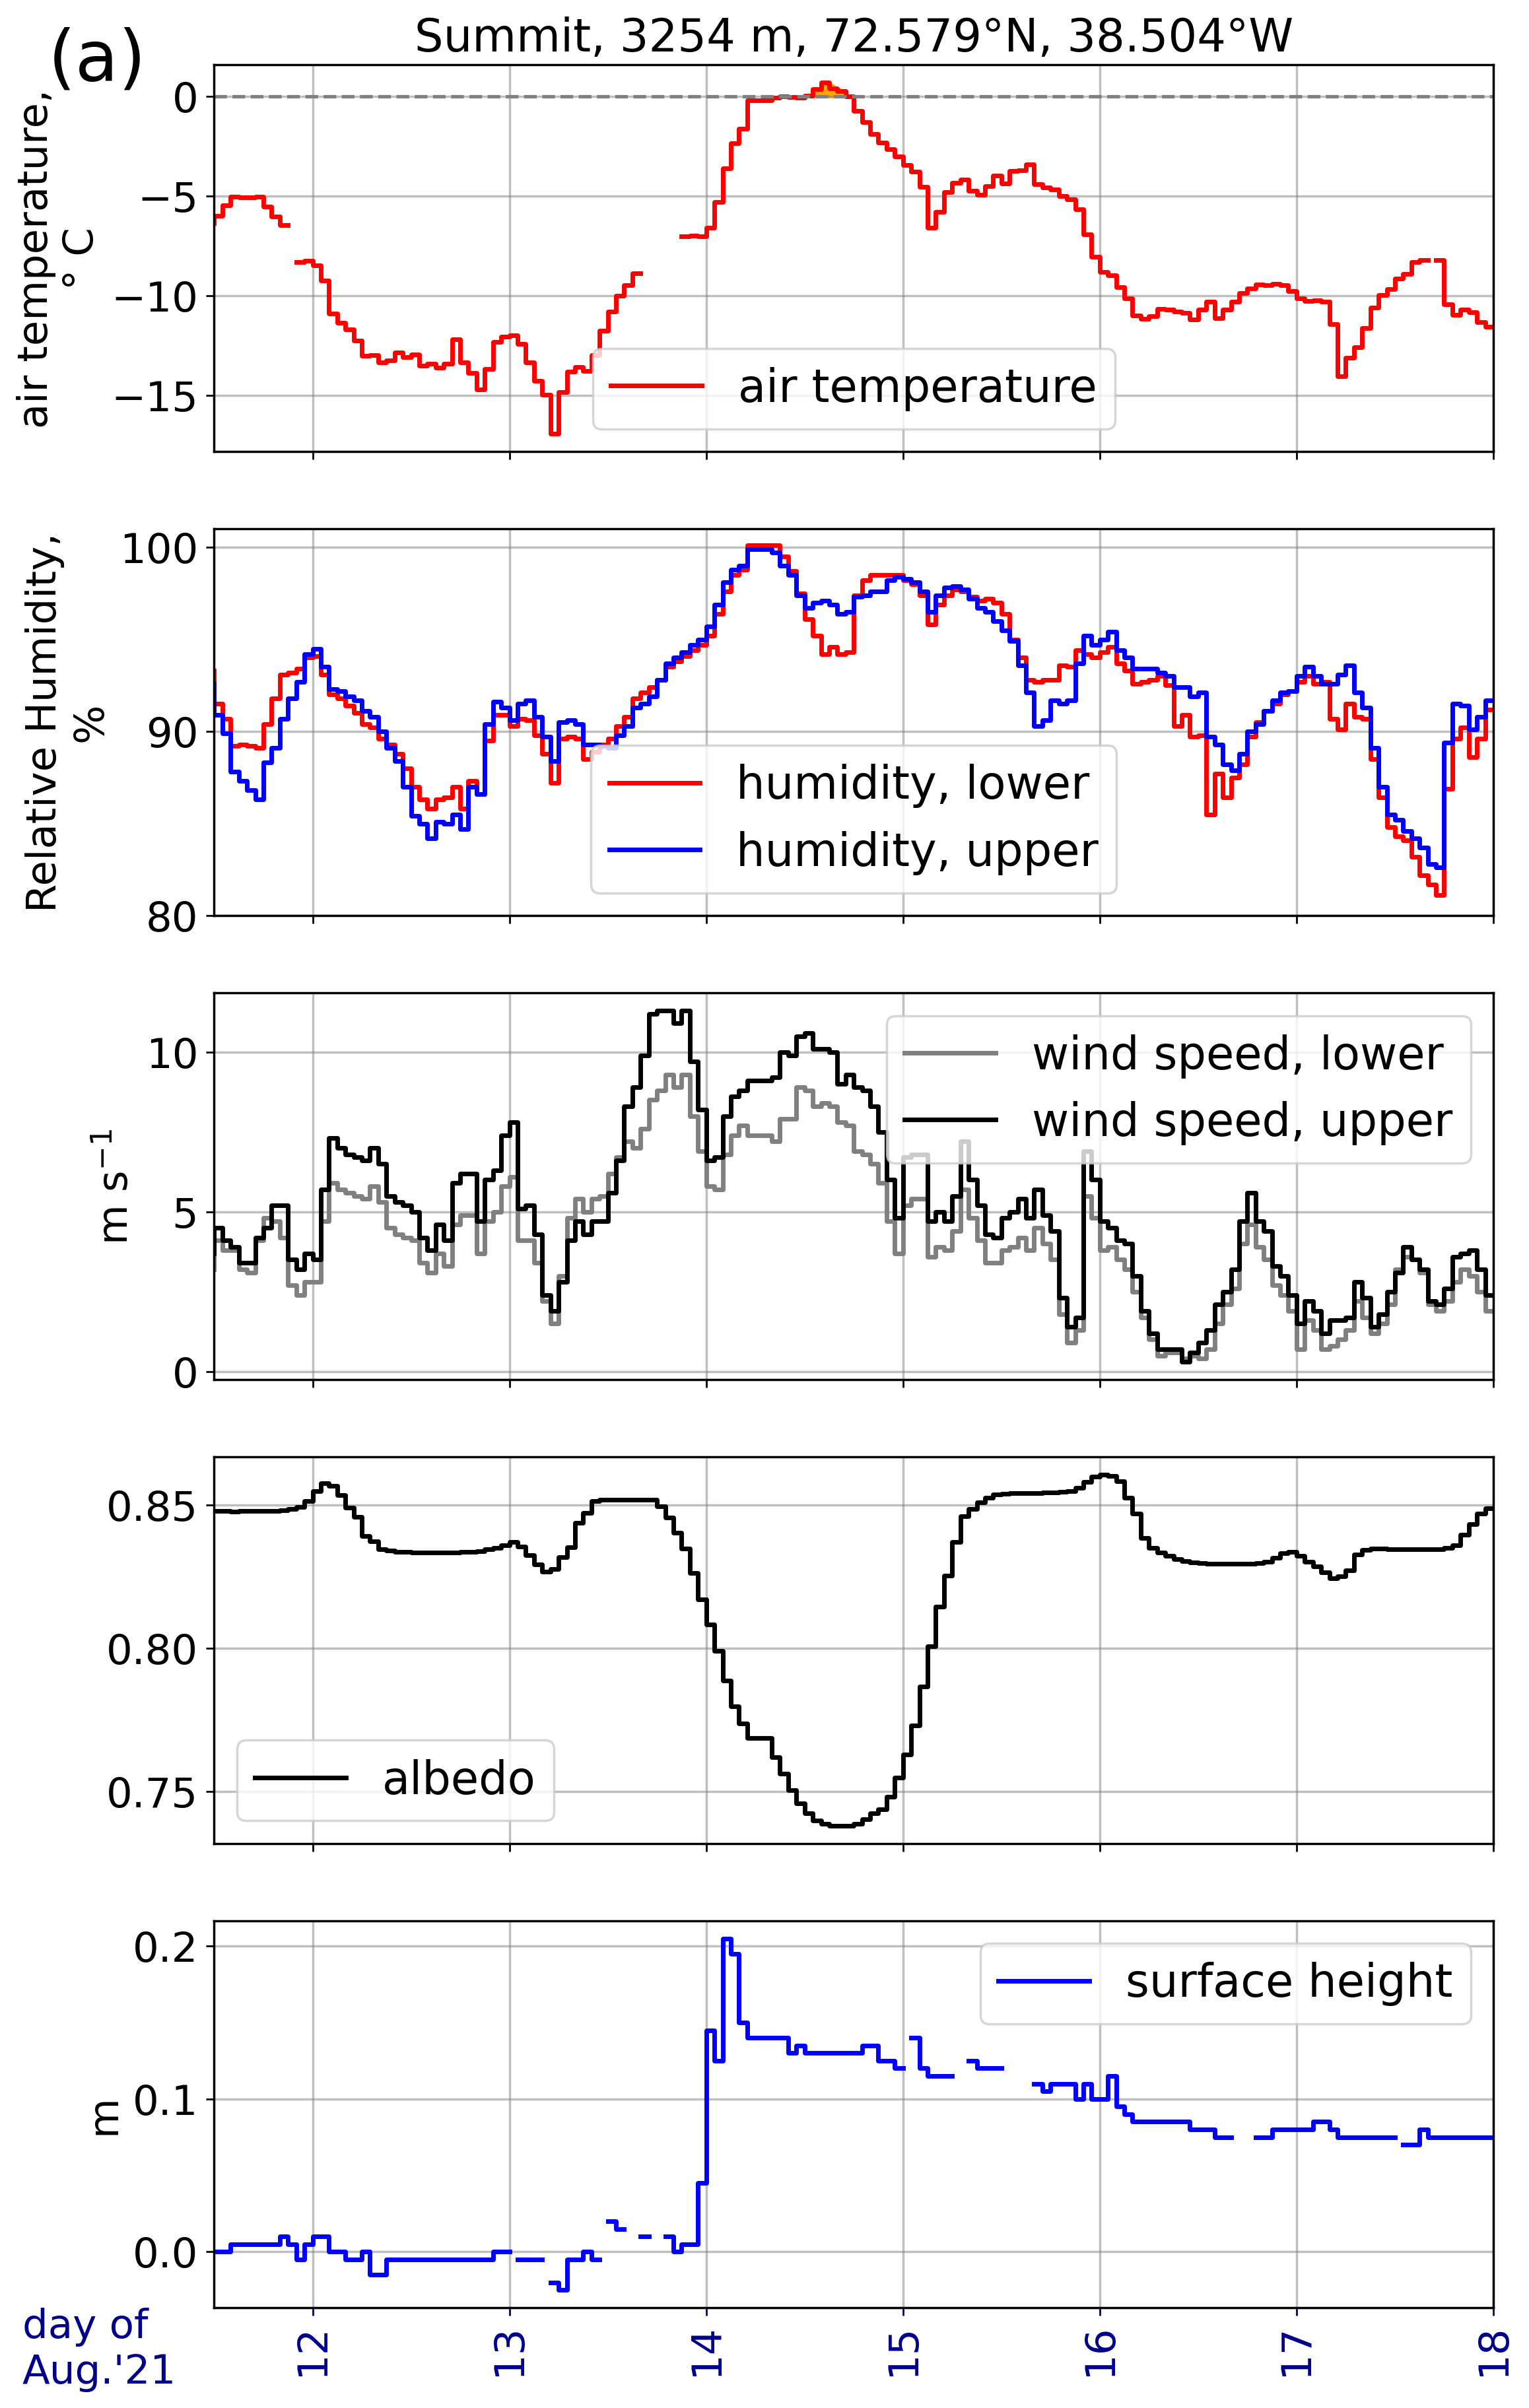 (a)
Summit, 3254 m, 72.579°N, 38.504°W
air temperature,
° C
0
−5
−10
−15
air temperature
Relative Humidity,
%
100
90
80
humidity, lower
humidity, upper
m s⁻¹
10
5
0
wind speed, lower
wind speed, upper
0.85
0.80
0.75
albedo
m
0.2
0.1
0.0
surface height
day of
Aug.'21
12
13
14
15
16
17
18